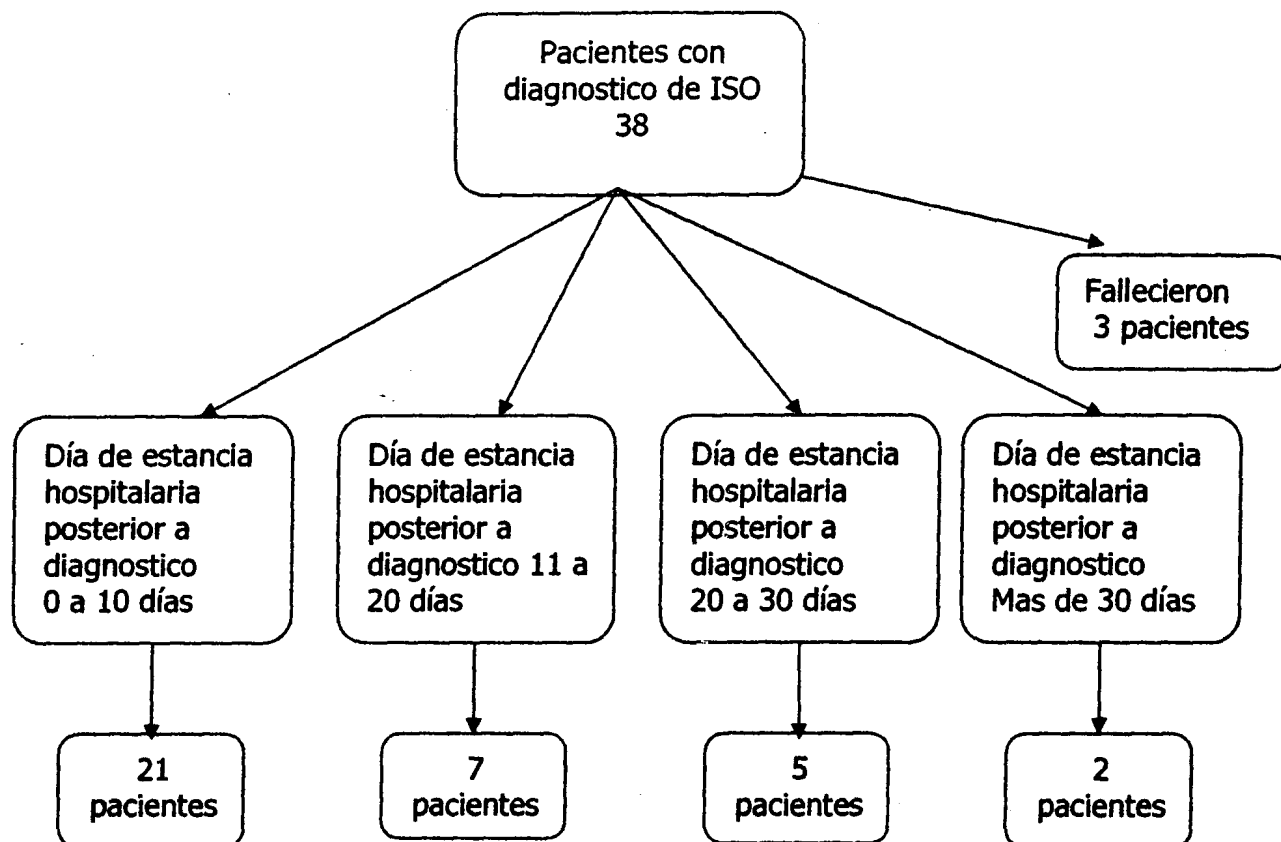 Pacientes con
diagnostico de ISO
38
Fallecieron
3 pacientes
Día de estancia
hospitalaria
posterior a
diagnostico
0 a 10 días
Día de estancia
hospitalaria
posterior a
diagnostico 11 a
20 días
Día de estancia
hospitalaria
posterior a
diagnostico
20 a 30 días
Día de estancia
hospitalaria
posterior a
diagnostico
Mas de 30 días
21
pacientes
7
pacientes
5
pacientes
2
pacientes